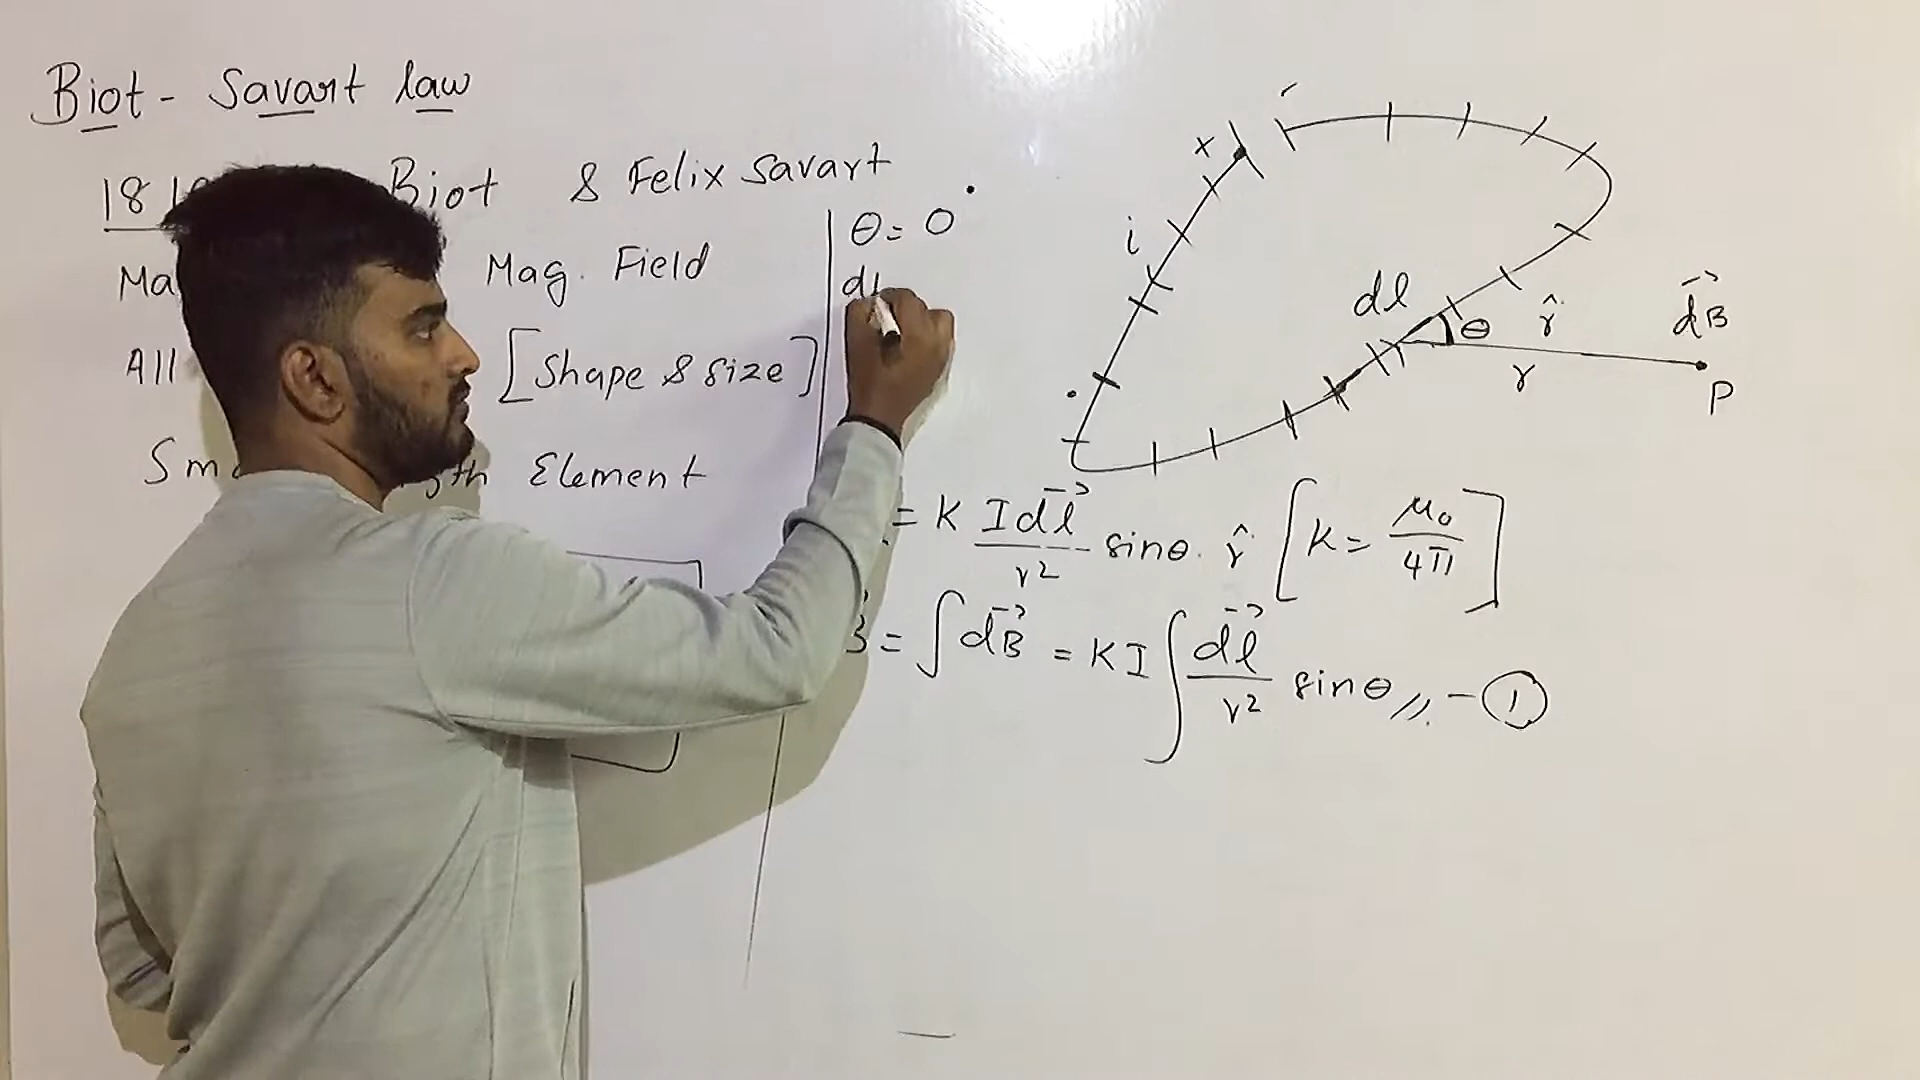 Biot - Savart law
Biot & Felix Savart
Mag. Field
All [Shape & size]
Element
θ = 0
x
i
dl
θ
r̂
r
dB⃗
P
= K Idl⃗/r² sinθ. r̂ [K = μ₀/4π]
= ∫ dB⃗ = KI ∫ dl⃗/r² sinθ // - ①